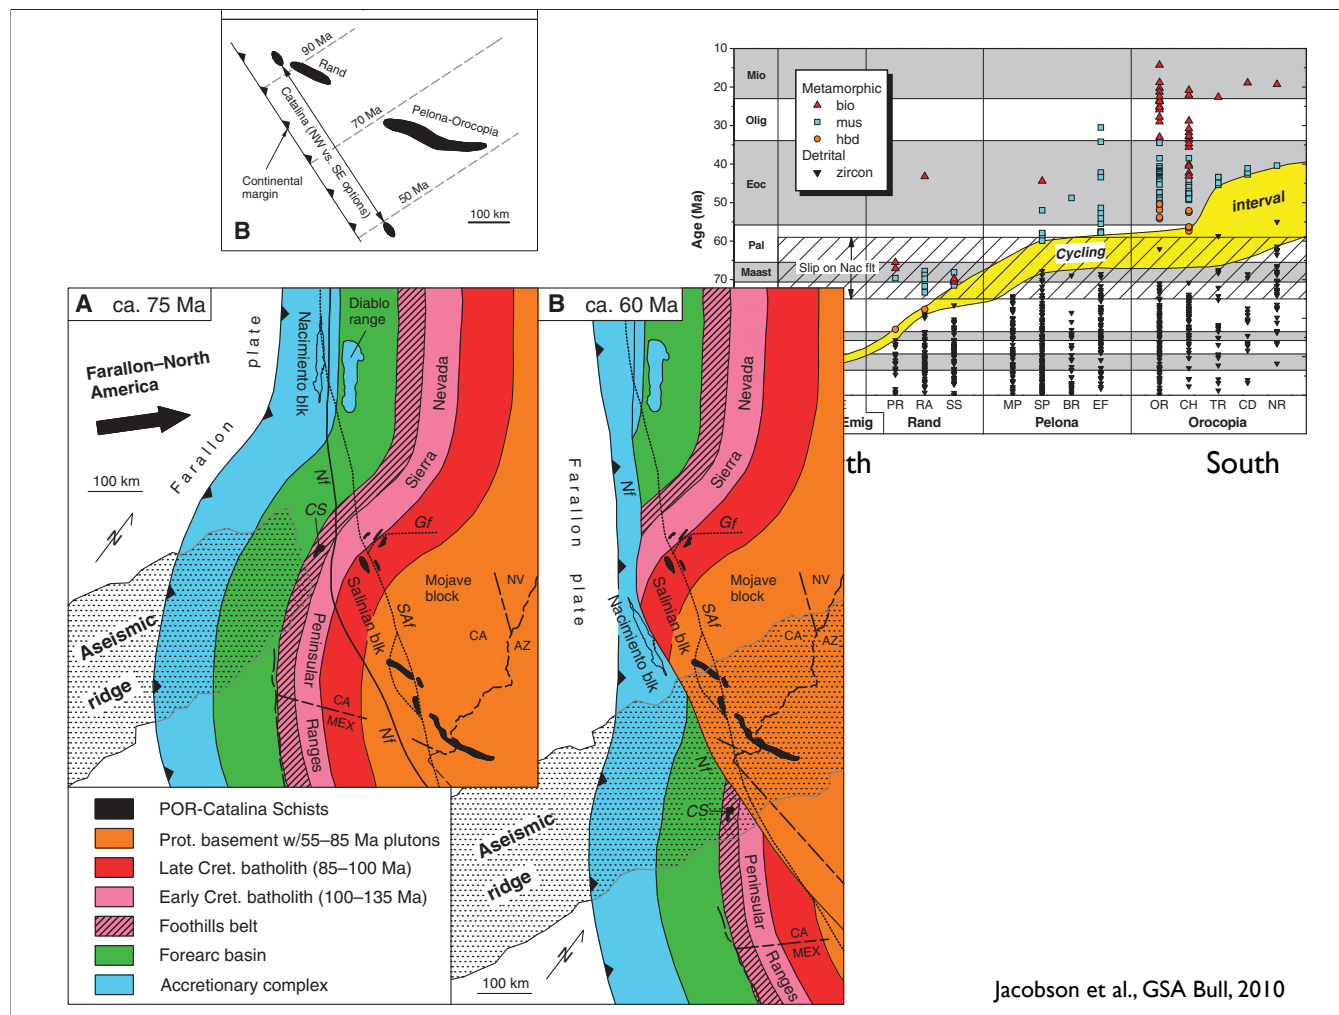 90 Ma
Rand
Catalina (NW vs. SE options)
70 Ma
Pelona-Orocopia
Continental
margin
50 Ma
100 km
B
10
20
30
40
50
60
70
Age (Ma)
Mio
Olig
Eoc
Pal
Maast
Metamorphic
bio
mus
hbd
Detrital
zircon
Slip on Nac flt
Cycling
interval
E
PR
RA
SS
MP
SP
BR
EF
OR
CH
TR
CD
NR
Emig
Rand
Pelona
Orocopia
th
South
A
ca. 75 Ma
Farallon–North
America
Farallon
plate
Nacimiento blk
Diablo
range
Nevada
Sierra
100 km
N
Nf
CS
Gf
Salinian blk
SAf
Mojave
block
NV
CA
AZ
Peninsular
Ranges
CA
MEX
Nf
Aseismic
ridge
B
ca. 60 Ma
Farallon plate
Nevada
Sierra
Nf
Gf
Salinian blk
SAf
Mojave
block
NV
CA
AZ
Nacimiento blk
Nf
CS
Peninsular
Ranges
CA
MEX
Aseismic
ridge
N
100 km
POR-Catalina Schists
Prot. basement w/55–85 Ma plutons
Late Cret. batholith (85–100 Ma)
Early Cret. batholith (100–135 Ma)
Foothills belt
Forearc basin
Accretionary complex
Jacobson et al., GSA Bull, 2010